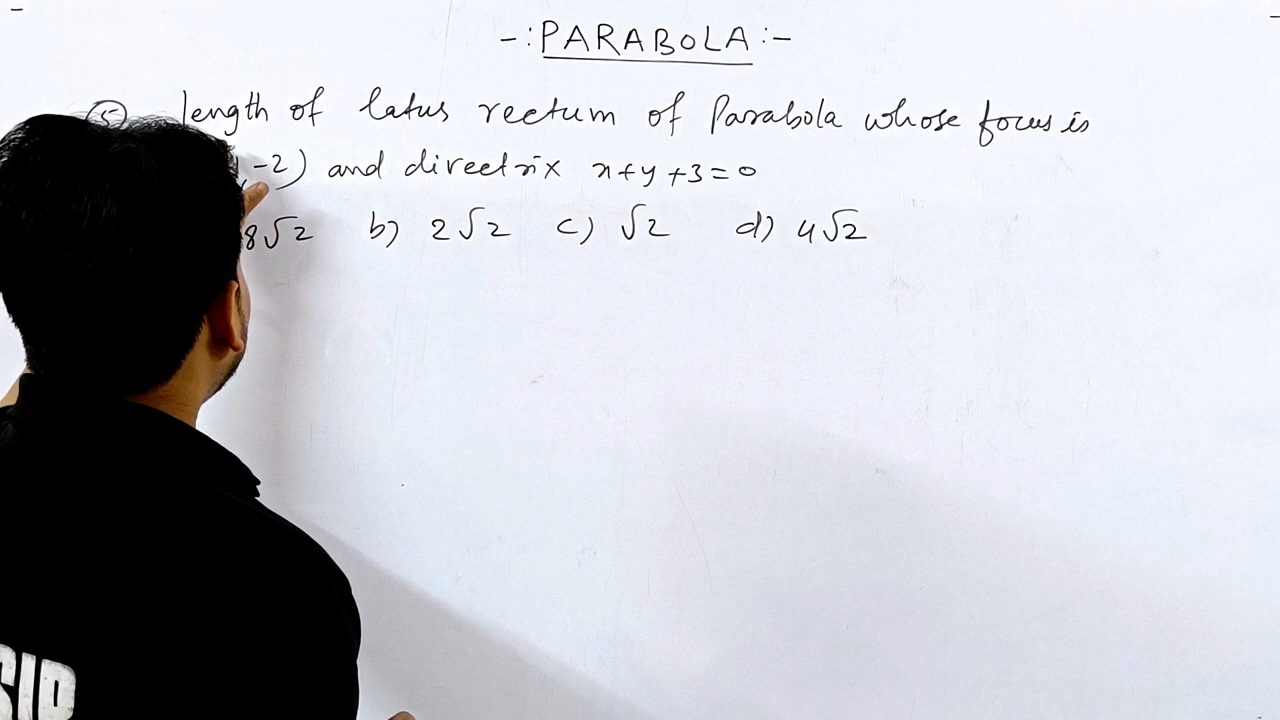 -: PARABOLA :-
5 length of latus rectum of Parabola whose focus is
-2) and directrix x+y+3=0
8√2 b) 2√2 c) √2 d) 4√2